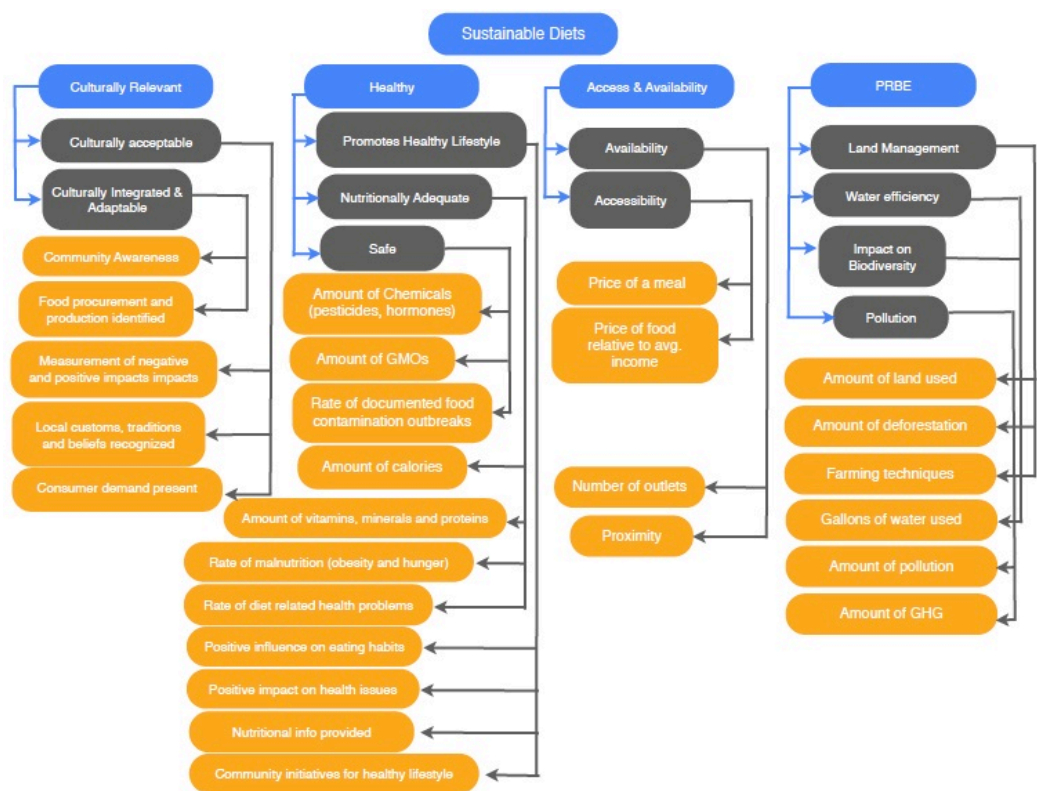 Sustainable Diets
Culturally Relevant
Culturally acceptable
Culturally Integrated &
Adaptable
Community Awareness
Food procurement and
production identified
Measurement of negative
and positive impacts impacts
Local customs, traditions
and beliefs recognized
Consumer demand present
Healthy
Promotes Healthy Lifestyle
Nutritionally Adequate
Safe
Amount of Chemicals
(pesticides, hormones)
Amount of GMOs
Rate of documented food
contamination outbreaks
Amount of calories
Amount of vitamins, minerals and proteins
Rate of malnutrition (obesity and hunger)
Rate of diet related health problems
Positive influence on eating habits
Positive impact on health issues
Nutritional info provided
Community initiatives for healthy lifestyle
Access & Availability
Availability
Accessibility
Price of a meal
Price of food
relative to avg.
income
Number of outlets
Proximity
PRBE
Land Management
Water efficiency
Impact on
Biodiversity
Pollution
Amount of land used
Amount of deforestation
Farming techniques
Gallons of water used
Amount of pollution
Amount of GHG